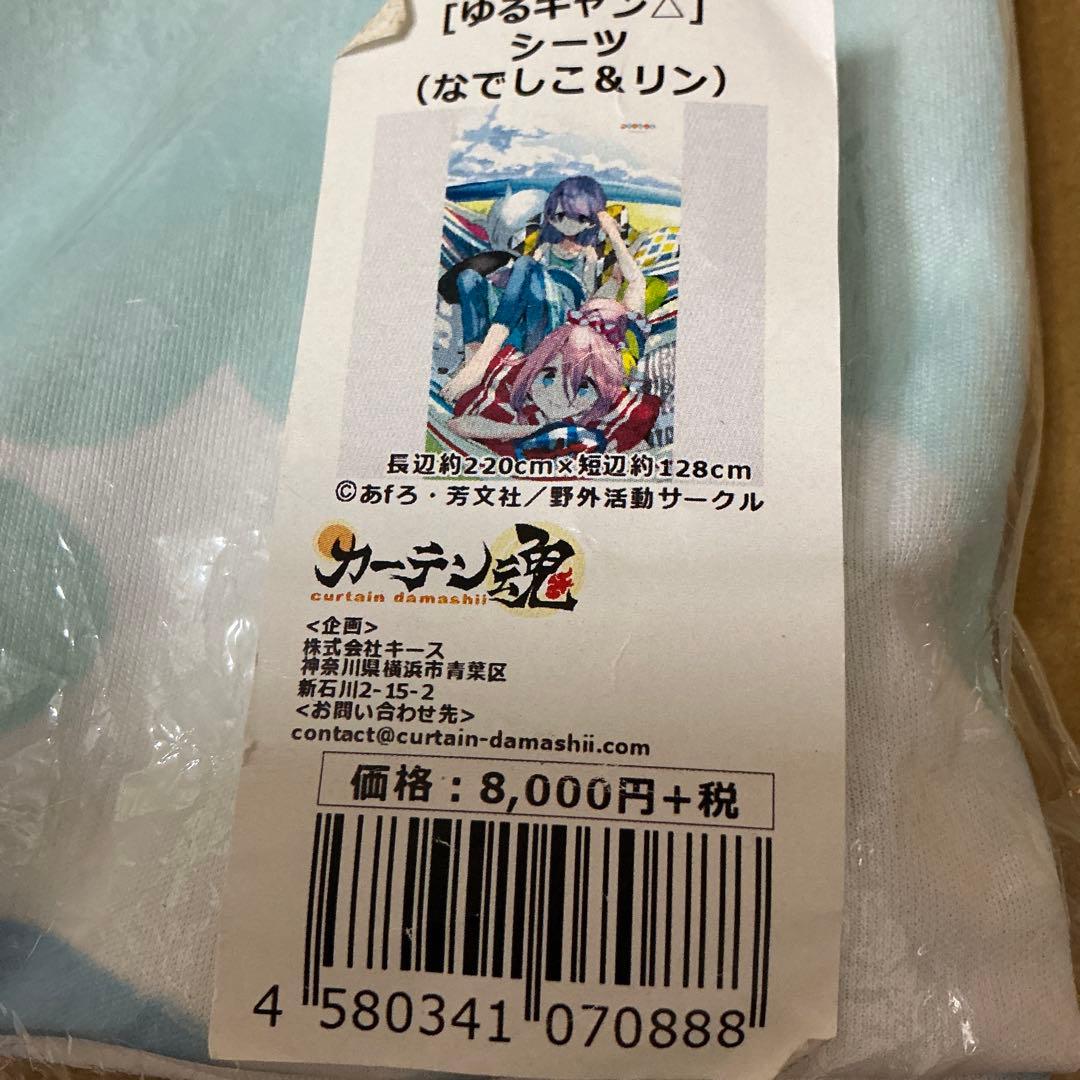 [ゆるキャン△]
シーツ
(なでしこ&リン)
長辺約220cm×短辺約128cm
©あfろ・芳文社/野外活動サークル
カーテン魂
curtain damashii
<企画>
株式会社キース
神奈川県横浜市青葉区
新石川2-15-2
<お問い合わせ先>
contact@curtain-damashii.com
価格:8,000円+税
4 580341 070888